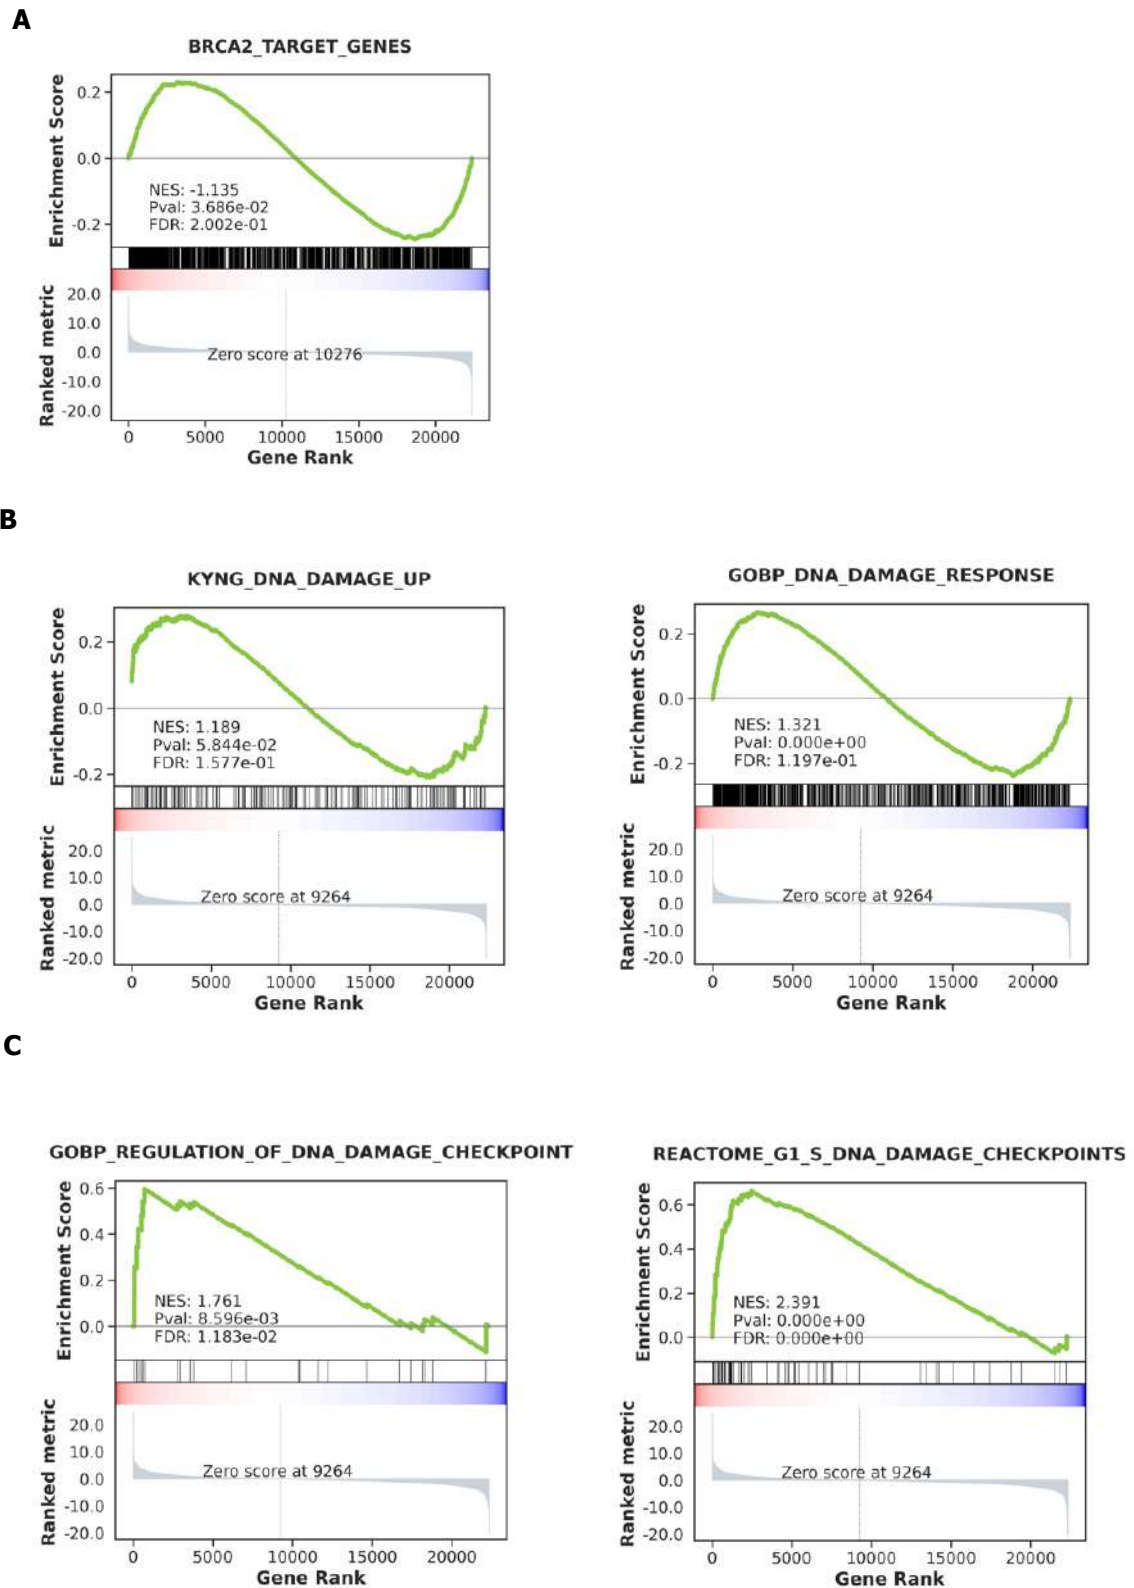 A
BRCA2_TARGET_GENES
Enrichment Score
0.2
0.0
-0.2
NES: -1.135
Pval: 3.686e-02
FDR: 2.002e-01
Ranked metric
20.0
10.0
0.0
-10.0
-20.0
Zero score at 10276
0 5000 10000 15000 20000
Gene Rank
B
KYNG_DNA_DAMAGE_UP
Enrichment Score
0.2
0.0
-0.2
NES: 1.189
Pval: 5.844e-02
FDR: 1.577e-01
Ranked metric
20.0
10.0
0.0
-10.0
-20.0
Zero score at 9264
0 5000 10000 15000 20000
Gene Rank
GOBP_DNA_DAMAGE_RESPONSE
Enrichment Score
0.2
0.0
-0.2
NES: 1.321
Pval: 0.000e+00
FDR: 1.197e-01
Ranked metric
20.0
10.0
0.0
-10.0
-20.0
Zero score at 9264
0 5000 10000 15000 20000
Gene Rank
C
GOBP_REGULATION_OF_DNA_DAMAGE_CHECKPOINT
Enrichment Score
0.6
0.4
0.2
0.0
NES: 1.761
Pval: 8.596e-03
FDR: 1.183e-02
Ranked metric
20.0
10.0
0.0
-10.0
-20.0
Zero score at 9264
0 5000 10000 15000 20000
Gene Rank
REACTOME_G1_S_DNA_DAMAGE_CHECKPOINTS
Enrichment Score
0.6
0.4
0.2
0.0
NES: 2.391
Pval: 0.000e+00
FDR: 0.000e+00
Ranked metric
20.0
10.0
0.0
-10.0
-20.0
Zero score at 9264
0 5000 10000 15000 20000
Gene Rank